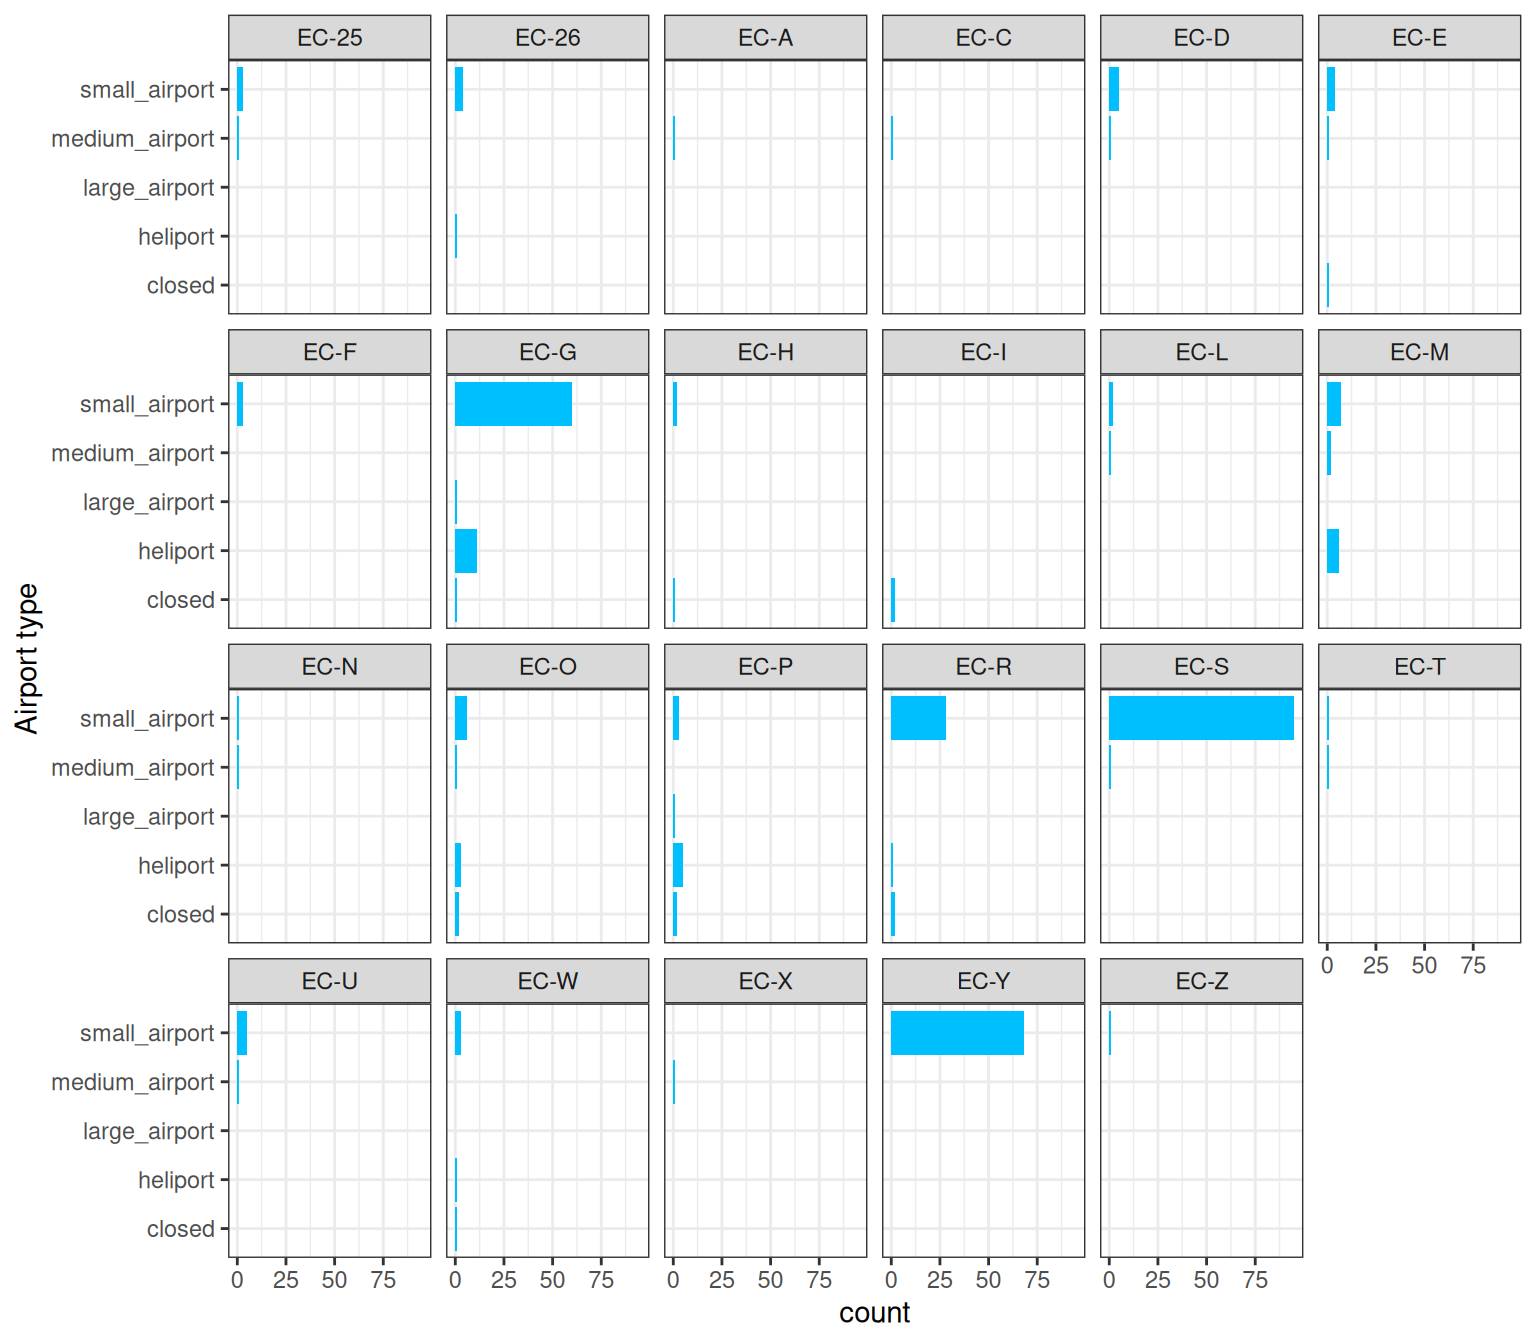 EC-25 EC-26 EC-A EC-C EC-D EC-E
small_airport
medium_airport
large_airport
heliport
closed
EC-F EC-G EC-H EC-I EC-L EC-M
small_airport
medium_airport
large_airport
heliport
closed
EC-N EC-O EC-P EC-R EC-S EC-T
small_airport
medium_airport
large_airport
heliport
closed
0 25 50 75
EC-U EC-W EC-X EC-Y EC-Z
small_airport
medium_airport
large_airport
heliport
closed
0 25 50 75 0 25 50 75 0 25 50 75 0 25 50 75 0 25 50 75
count
Airport type